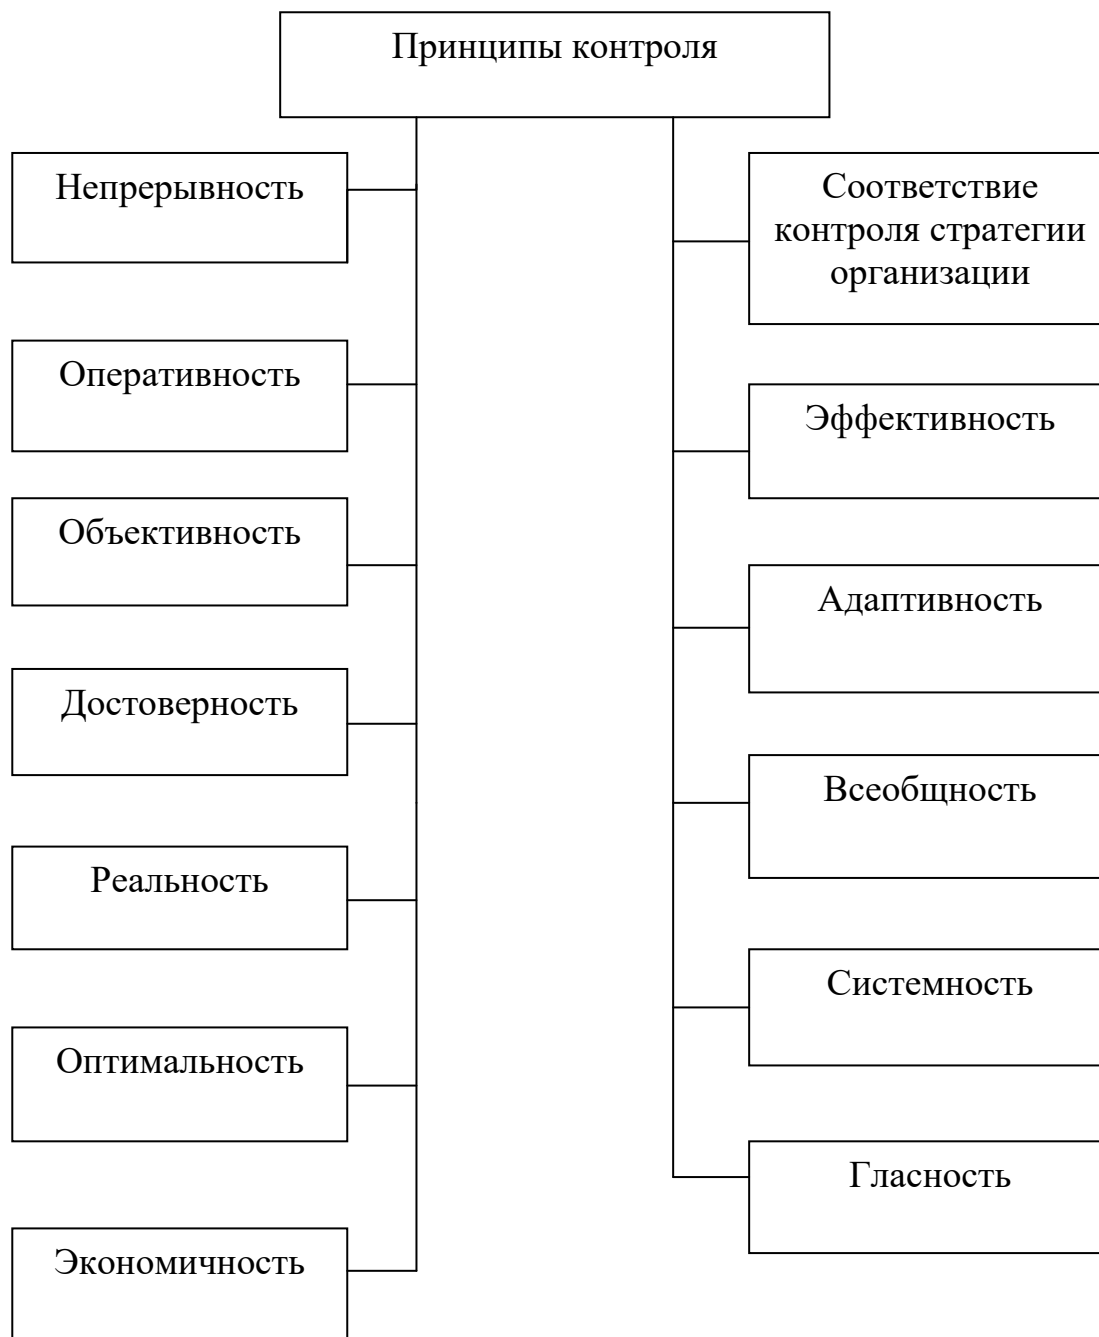 Принципы контроля
Непрерывность
Оперативность
Объективность
Достоверность
Реальность
Оптимальность
Экономичность
Соответствие
контроля стратегии
организации
Эффективность
Адаптивность
Всеобщность
Системность
Гласность